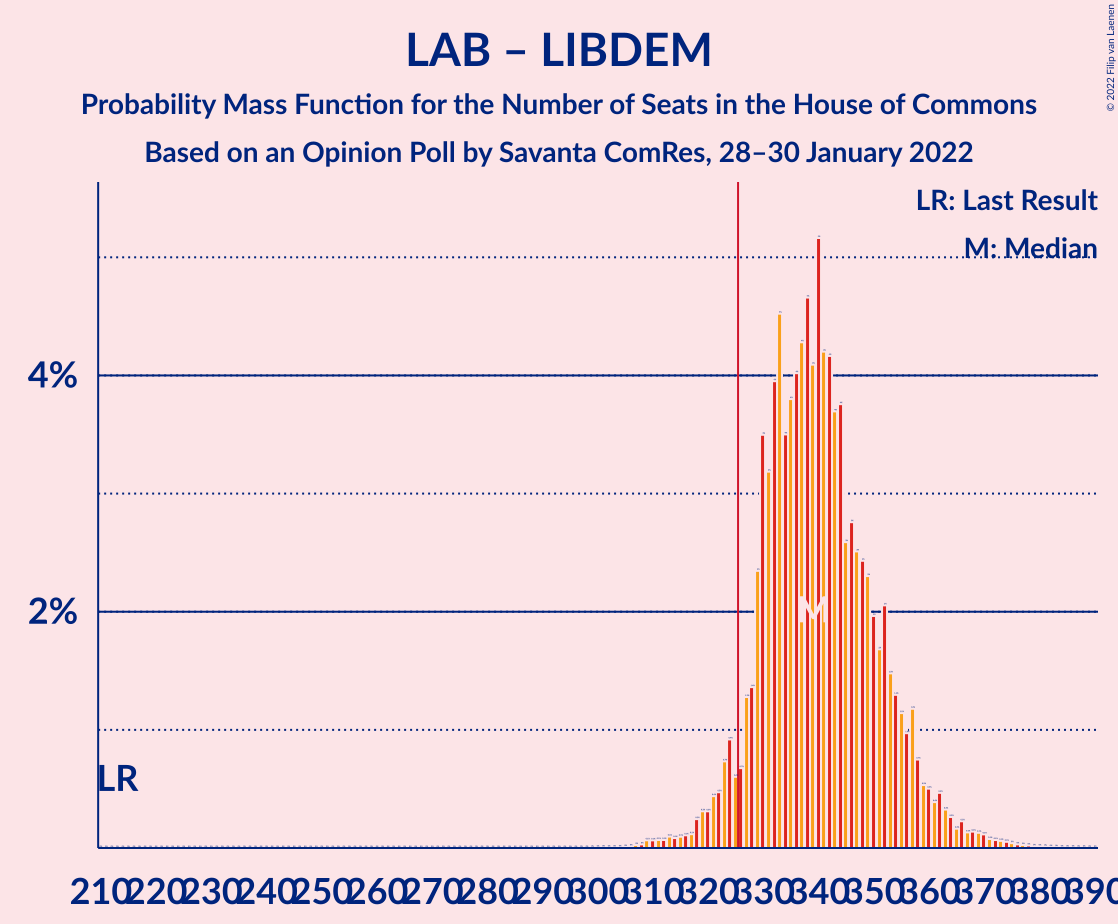 LAB – LIBDEM
Probability Mass Function for the Number of Seats in the House of Commons
Based on an Opinion Poll by Savanta ComRes, 28–30 January 2022
© 2022 Filip van Laenen
LR: Last Result
M: Median
4%
2%
M
LR
210 220 230 240 250 260 270 280 290 300 310 320 330 340 350 360 370 380 390